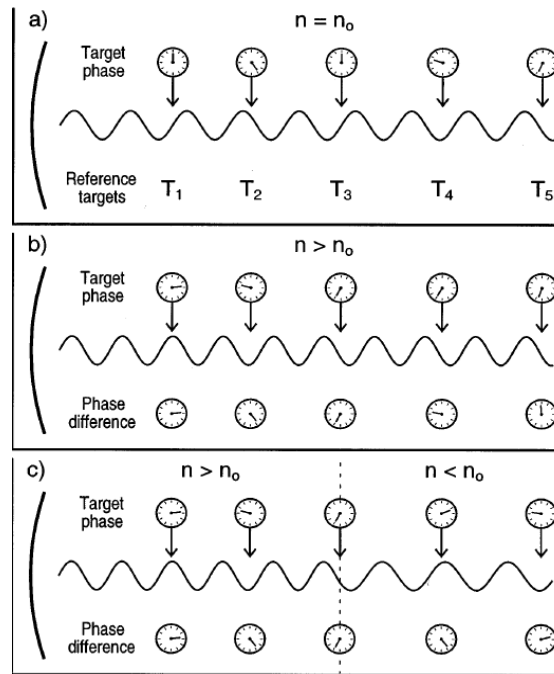 a)
n = nₒ
Target
phase
Reference
targets
T₁ T₂ T₃ T₄ T₅
b)
n > nₒ
Target
phase
Phase
difference
c)
n > nₒ n < nₒ
Target
phase
Phase
difference